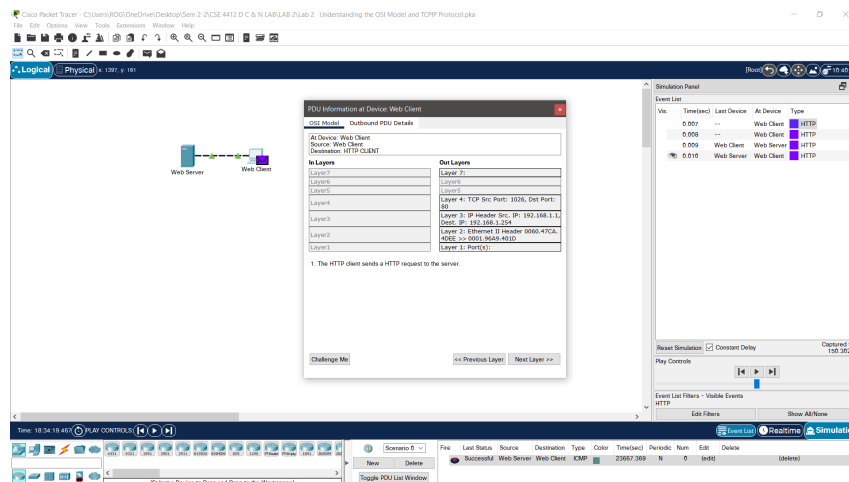 Cisco Packet Tracer - C:\Users\RDG\OneDrive\Desktop\Sem 2-2\CSE 4412 D C & N LAB\LAB 2\Lab 2 Understanding the OSI Model and TCPIP Protocol.pka
File Edit Options View Tools Extensions Window Help
Logical Physical x: 1397, y: 161 [Root] 10:40
Simulation Panel
Event List
Vis. Time(sec) Last Device At Device Type
0.007 -- Web Client HTTP
0.008 -- Web Client HTTP
0.009 Web Client Web Server HTTP
0.010 Web Server Web Client HTTP
Web Server
Web Client
PDU Information at Device: Web Client
OSI Model Outbound PDU Details
At Device: Web Client
Source: Web Client
Destination: HTTP CLIENT
In Layers Out Layers
Layer7 Layer 7:
Layer6 Layer6
Layer5 Layer5
Layer4 Layer 4: TCP Src Port: 1026, Dst Port: 80
Layer3 Layer 3: IP Header Src. IP: 192.168.1.1, Dest. IP: 192.168.1.254
Layer2 Layer 2: Ethernet II Header 0060.47CA.4DEE >> 0001.96A9.401D
Layer1 Layer 1: Port(s):
1. The HTTP client sends a HTTP request to the server.
Challenge Me << Previous Layer Next Layer >>
Reset Simulation Constant Delay Captured
Play Controls
Event List Filters - Visible Events
HTTP
Edit Filters Show All/None
Time: 18:34:19.467 PLAY CONTROLS: Event List Realtime Simulati
Scenario 0
New Delete
Toggle PDU List Window
Fire Last Status Source Destination Type Color Time(sec) Periodic Num Edit Delete
Successful Web Server Web Client ICMP 23667.369 N 0 (edit) (delete)